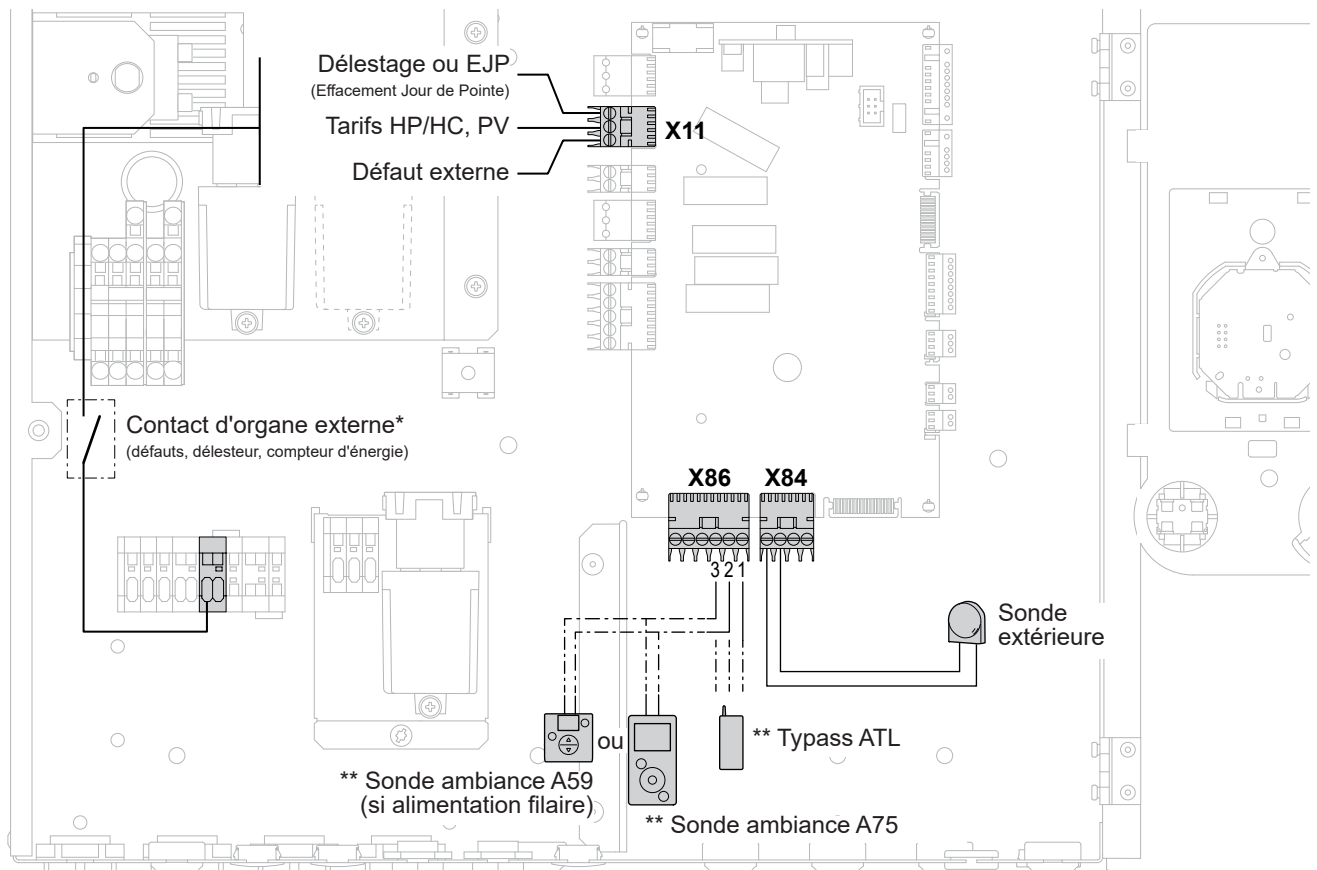 Délestage ou EJP
(Effacement Jour de Pointe)
Tarifs HP/HC, PV
X11
Défaut externe
Contact d'organe externe*
(défauts, délesteur, compteur d'énergie)
X86
X84
3 2 1
Sonde
extérieure
ou
** Typass ATL
** Sonde ambiance A59
(si alimentation filaire)
** Sonde ambiance A75